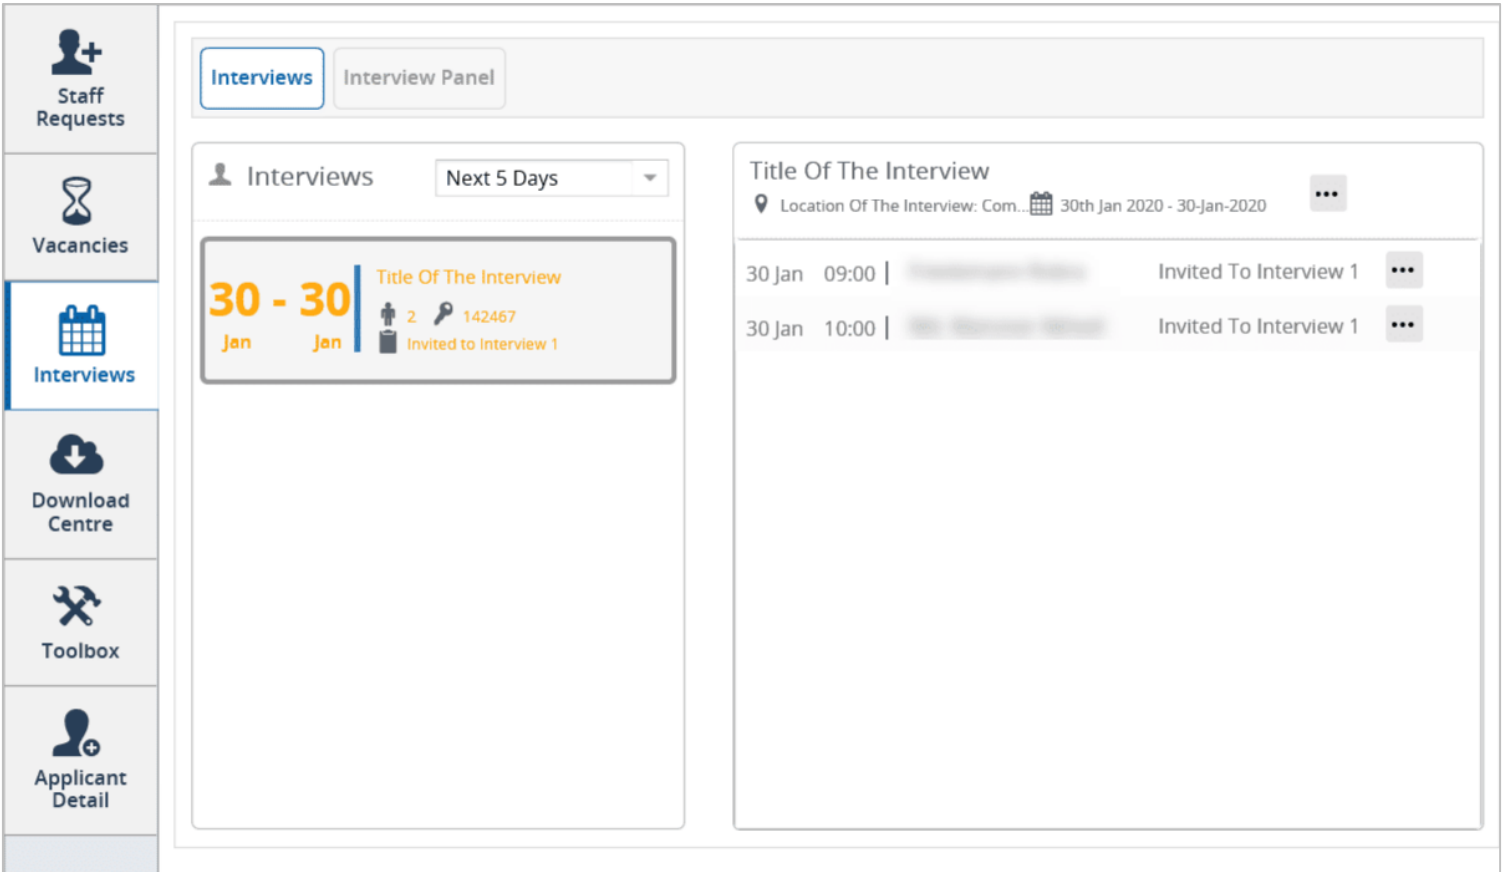 Staff
Requests
Vacancies
Interviews
Download
Centre
Toolbox
Applicant
Detail
Interviews
Interview Panel
Interviews
Next 5 Days
30 - 30
Jan Jan
Title Of The Interview
2 142467
Invited to Interview 1
Title Of The Interview
Location Of The Interview: Com... 30th Jan 2020 - 30-Jan-2020
30 Jan 09:00 | Invited To Interview 1
30 Jan 10:00 | Invited To Interview 1